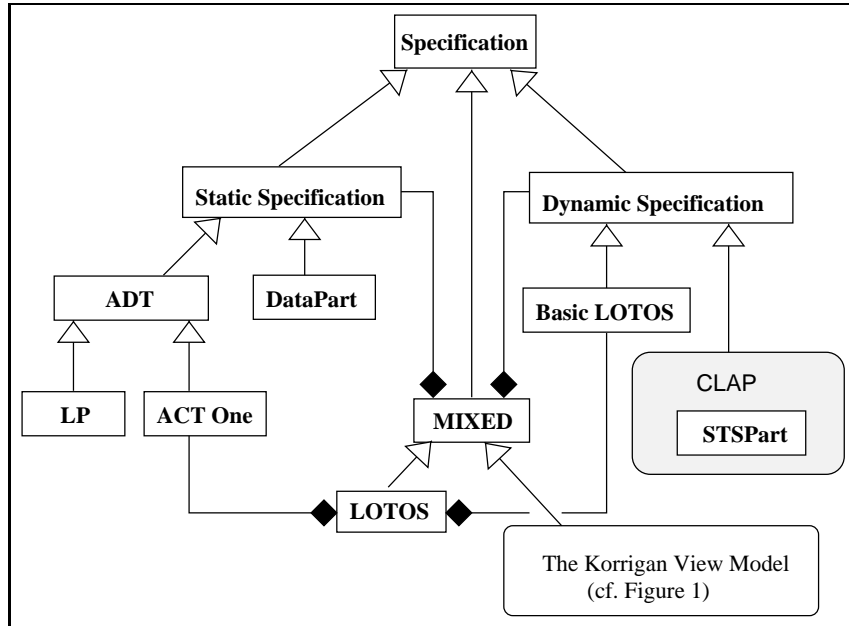 Specification
Static Specification
Dynamic Specification
ADT
DataPart
Basic LOTOS
LP
ACT One
MIXED
CLAP
STSPart
LOTOS
The Korrigan View Model
(cf. Figure 1)